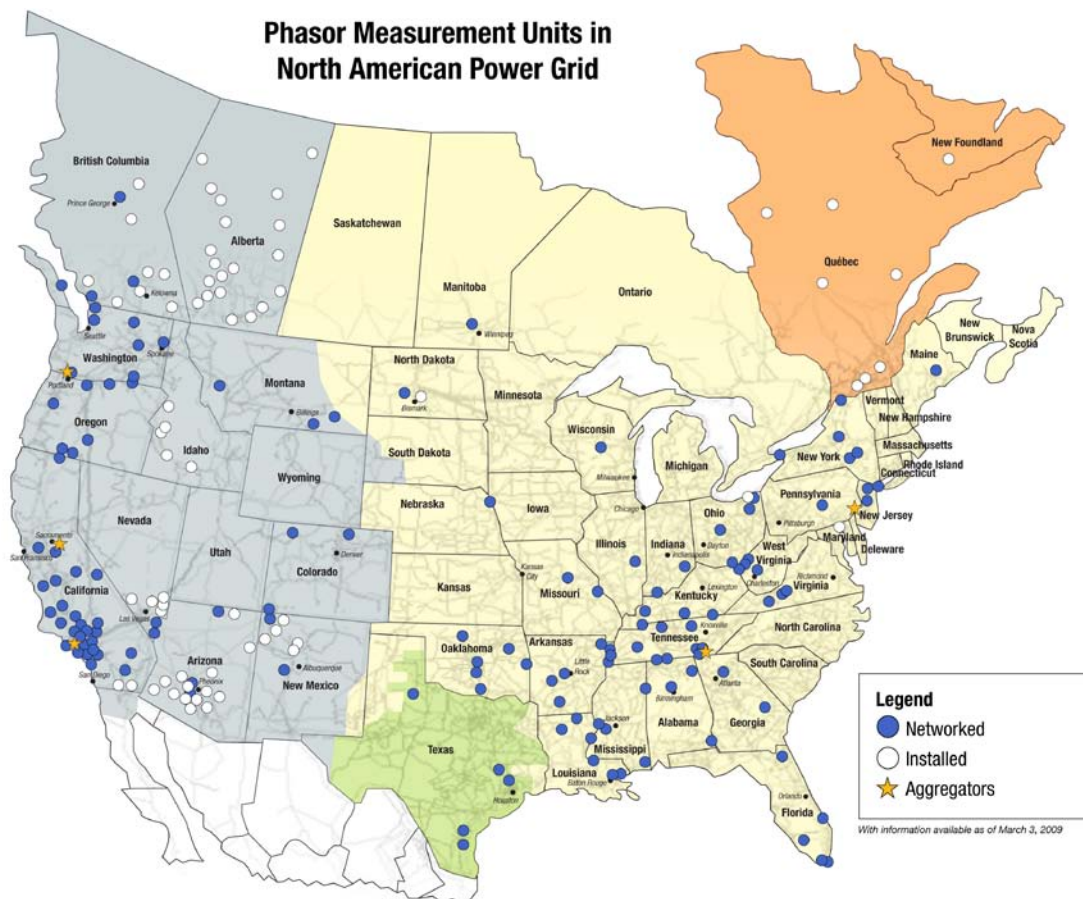 Phasor Measurement Units in
North American Power Grid
British Columbia
Prince George
Alberta
Saskatchewan
Manitoba
Winnipeg
Ontario
Québec
New Foundland
New
Brunswick
Nova
Scotia
Maine
Kelowna
Seattle
Washington
Spokane
Portland
Oregon
Idaho
Montana
Billings
Wyoming
North Dakota
Bismark
South Dakota
Minnesota
Wisconsin
Milwaukee
Michigan
Vermont
New Hampshire
Massachusetts
Rhode Island
Connecticut
New York
Pennsylvania
Pittsburgh
New Jersey
Maryland
Deleware
Nebraska
Iowa
Chicago
Ohio
Dayton
Illinois
Indiana
Indianapolis
West
Virginia
Charleston
Richmond
Virginia
Sacramento
San Francisco
Nevada
Utah
Colorado
Denver
Kansas
Kansas
City
Missouri
Kentucky
Lexington
California
Las Vegas
Knoxville
Tennessee
North Carolina
South Carolina
San Diego
Arizona
Pheonix
Albuquerque
New Mexico
Oaklahoma
Arkansas
Little
Rock
Birmingham
Atlanta
Texas
Houston
Louisiana
Baton Rouge
Jackson
Mississippi
Alabama
Georgia
Orlando
Florida
Legend
Networked
Installed
Aggregators
With information available as of March 3, 2009